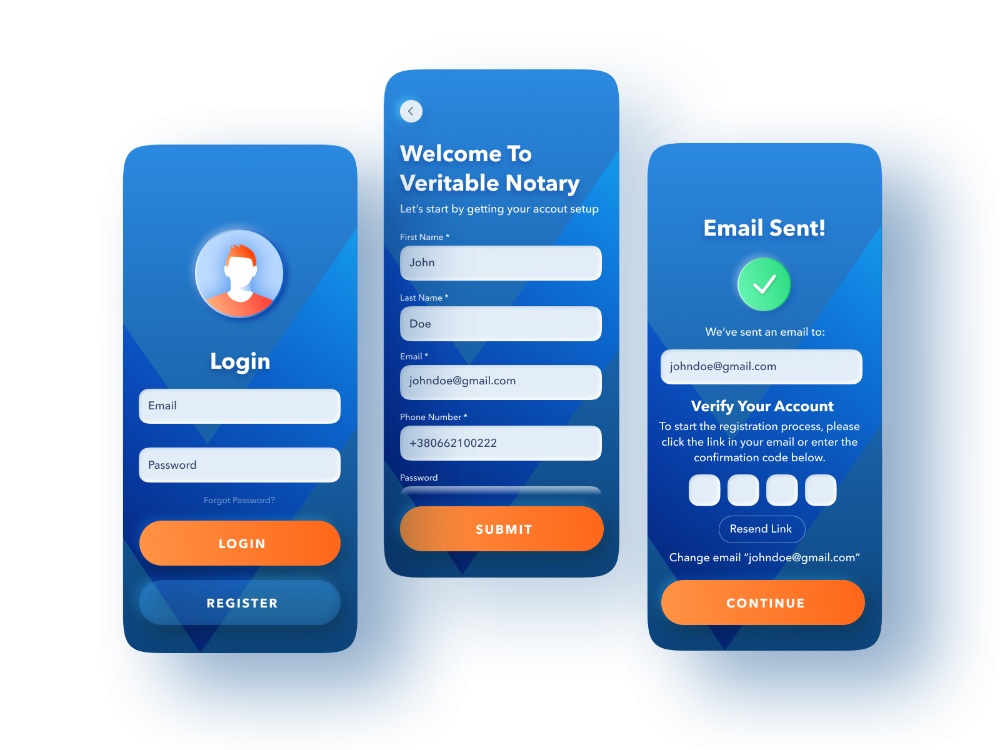 Login
Email
Password
Forgot Password?
LOGIN
REGISTER
Welcome To
Veritable Notary
Let's start by getting your accout setup
First Name *
John
Last Name *
Doe
Email *
johndoe@gmail.com
Phone Number *
+380662100222
Password
SUBMIT
Email Sent!
We've sent an email to:
johndoe@gmail.com
Verify Your Account
To start the registration process, please
click the link in your email or enter the
confirmation code below.
Resend Link
Change email "johndoe@gmail.com"
CONTINUE